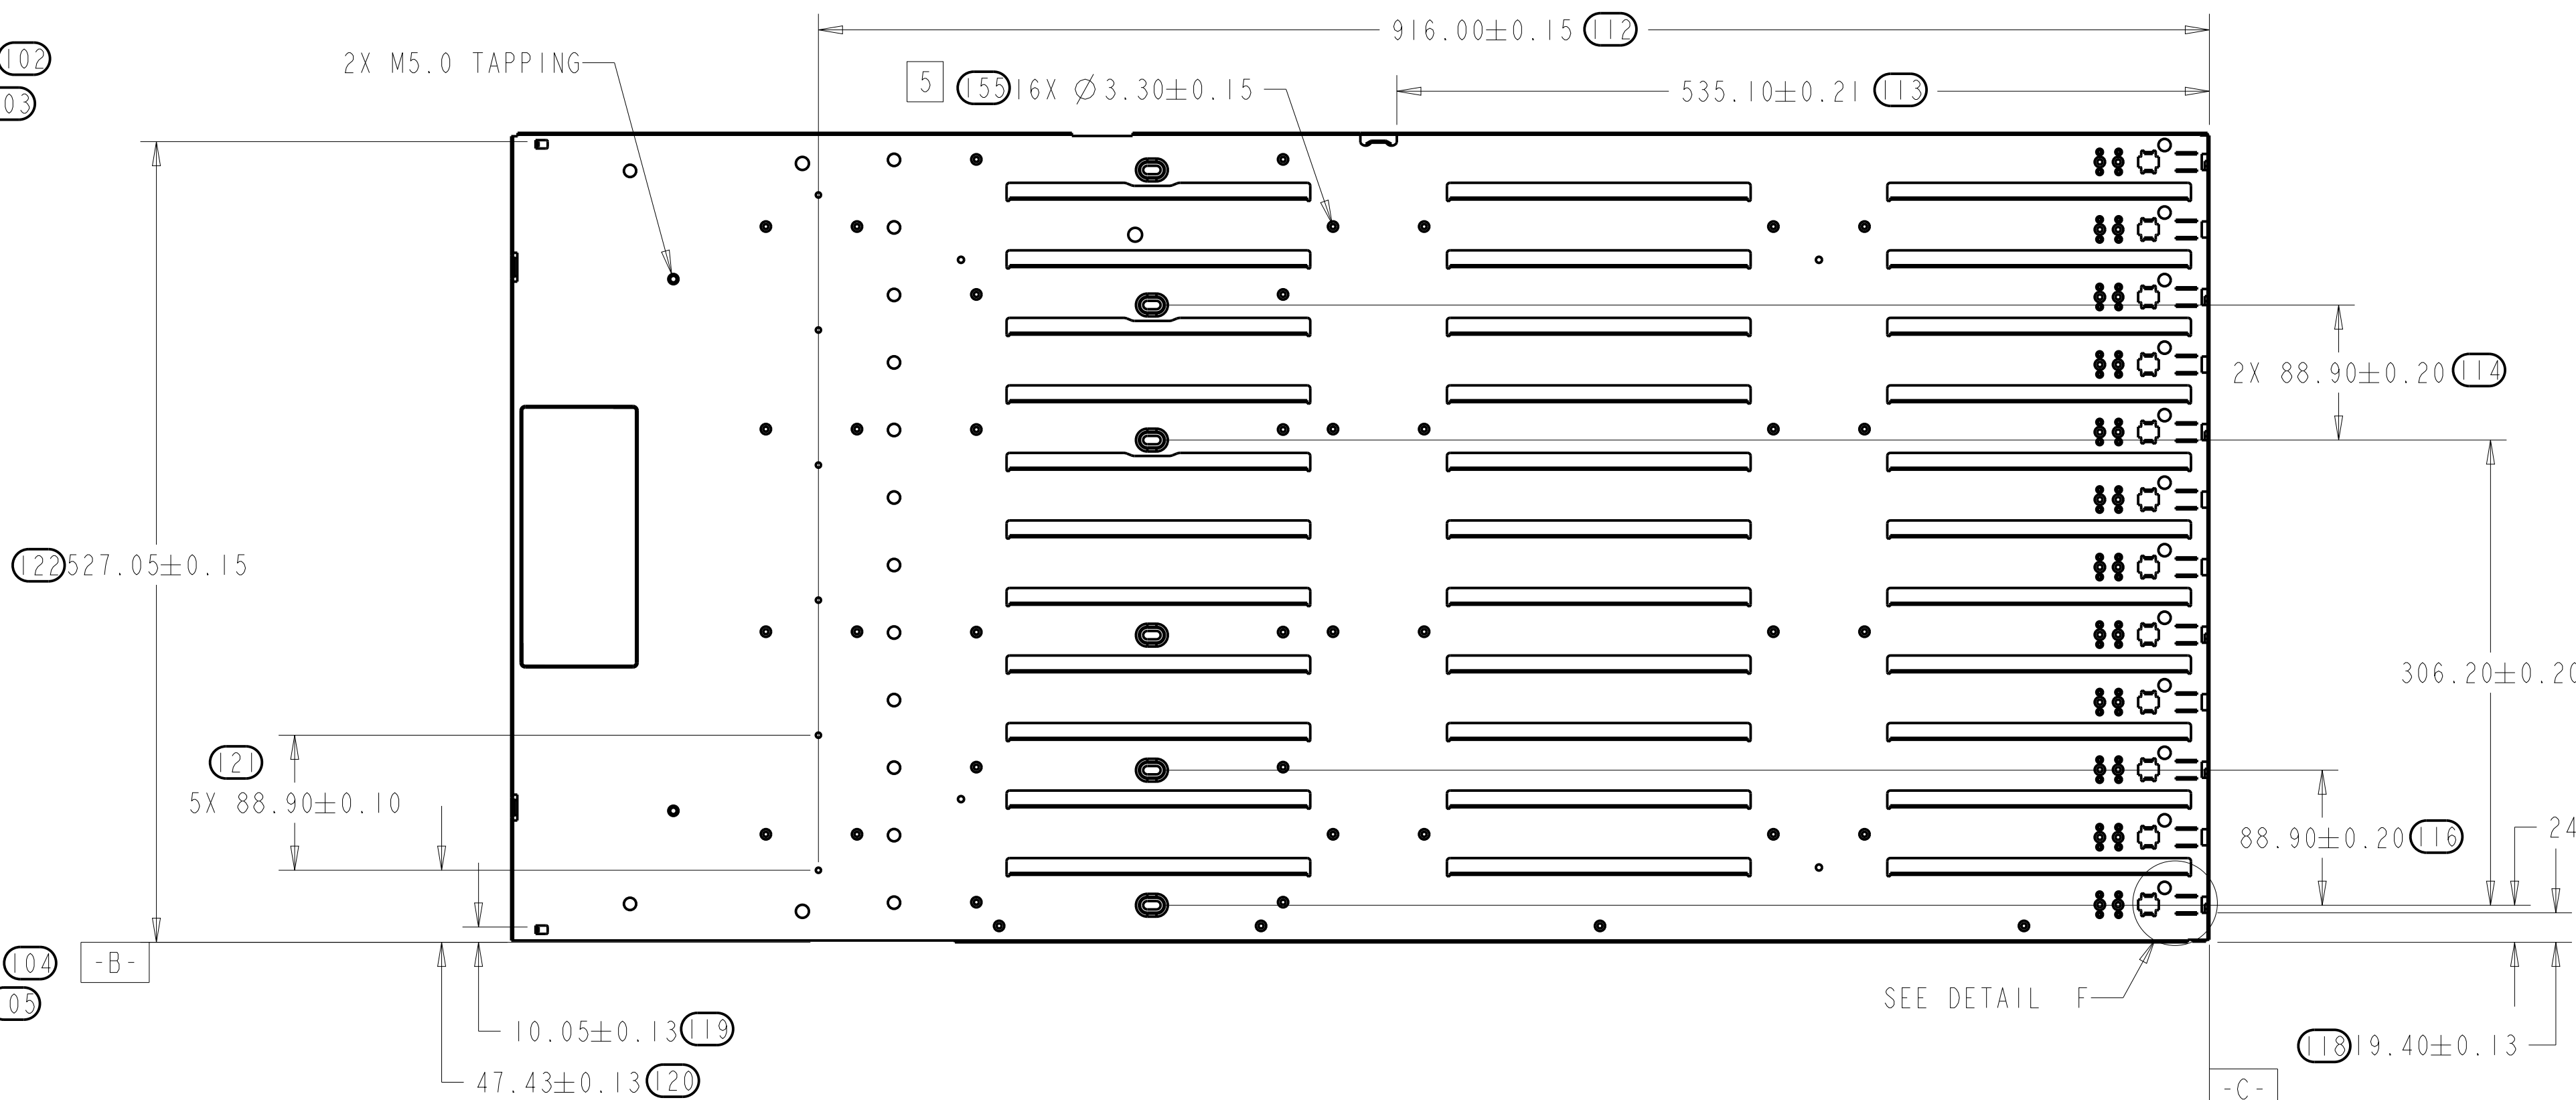 916.00±0.15 112
102
2X M5.0 TAPPING
5 155 16X Ø3.30±0.15
535.10±0.21 113
03
2X 88.90±0.20 114
122 527.05±0.15
306.20±0.20
121
5X 88.90±0.10
88.90±0.20 116
24
104
-B-
05
SEE DETAIL F
10.05±0.13 119
118 19.40±0.13
47.43±0.13 120
-C-